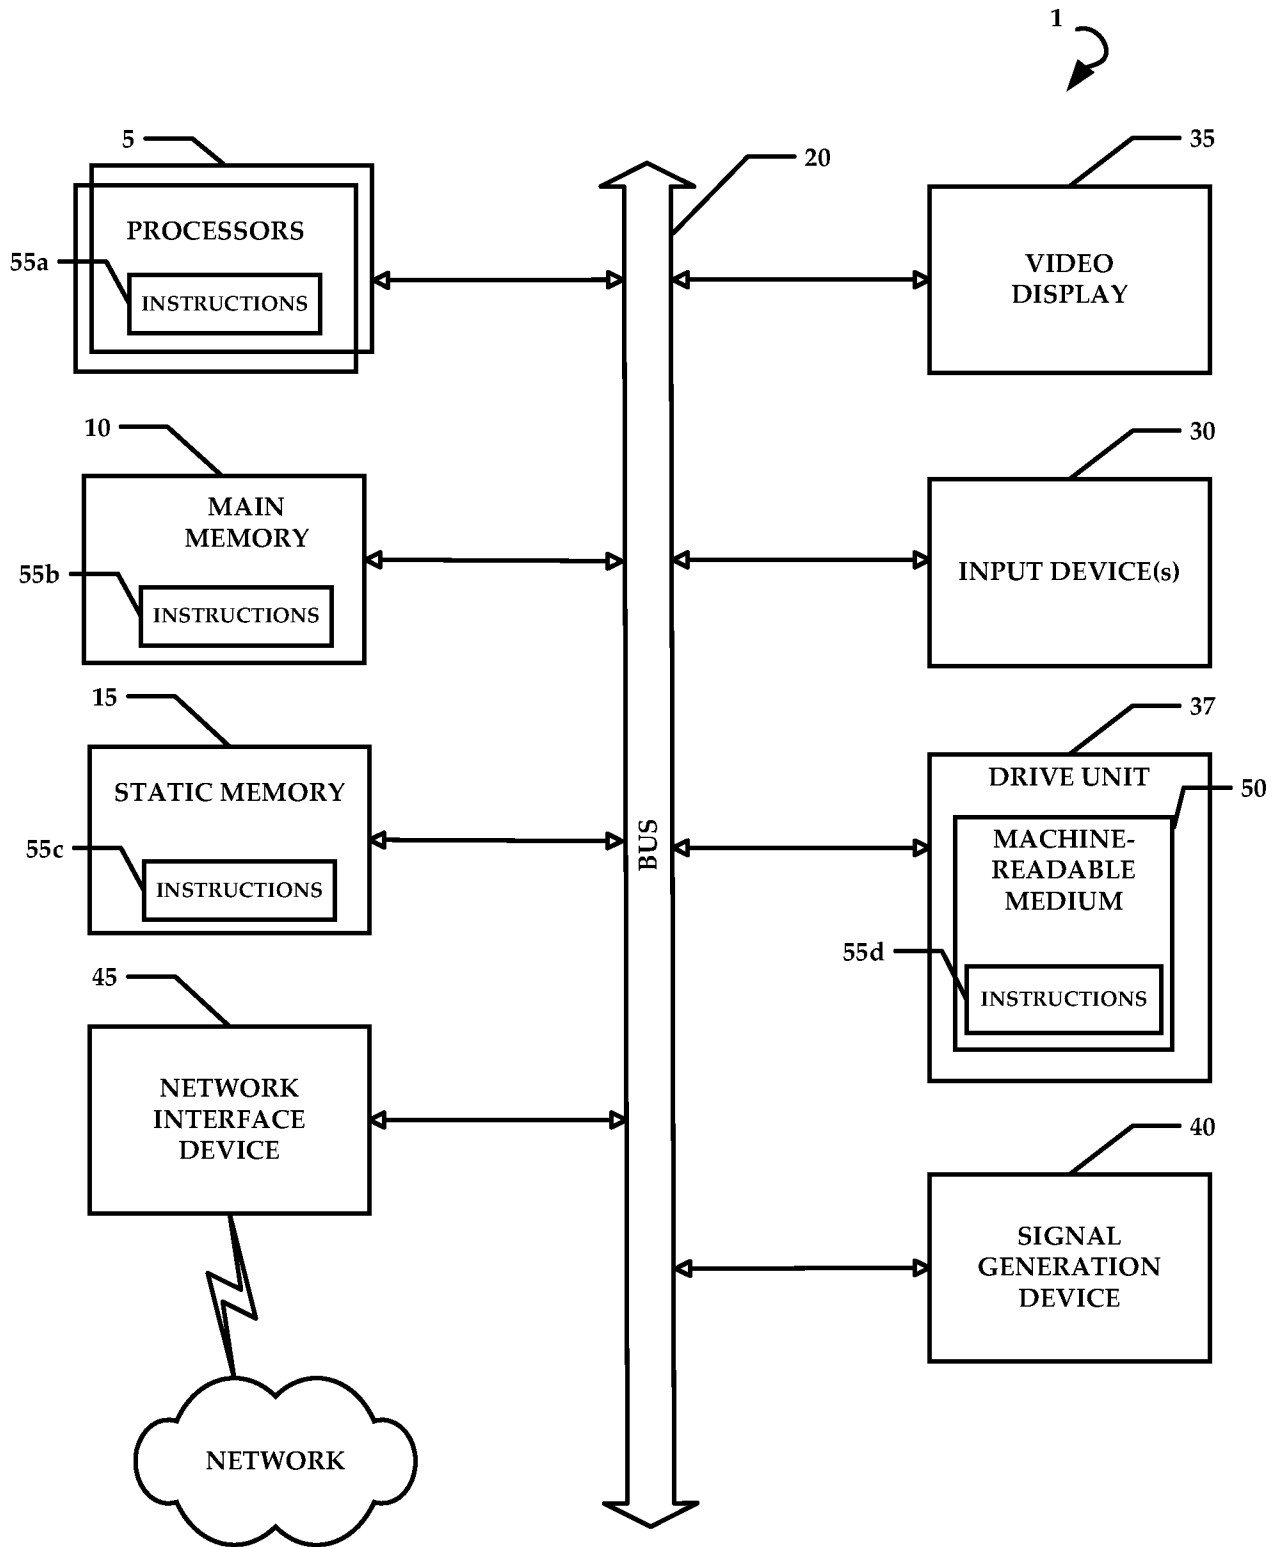 1
5
PROCESSORS
55a
INSTRUCTIONS
10
MAIN
MEMORY
55b
INSTRUCTIONS
15
STATIC MEMORY
55c
INSTRUCTIONS
45
NETWORK
INTERFACE
DEVICE
NETWORK
20
BUS
35
VIDEO
DISPLAY
30
INPUT DEVICE(s)
37
DRIVE UNIT
50
MACHINE-
READABLE
MEDIUM
55d
INSTRUCTIONS
40
SIGNAL
GENERATION
DEVICE